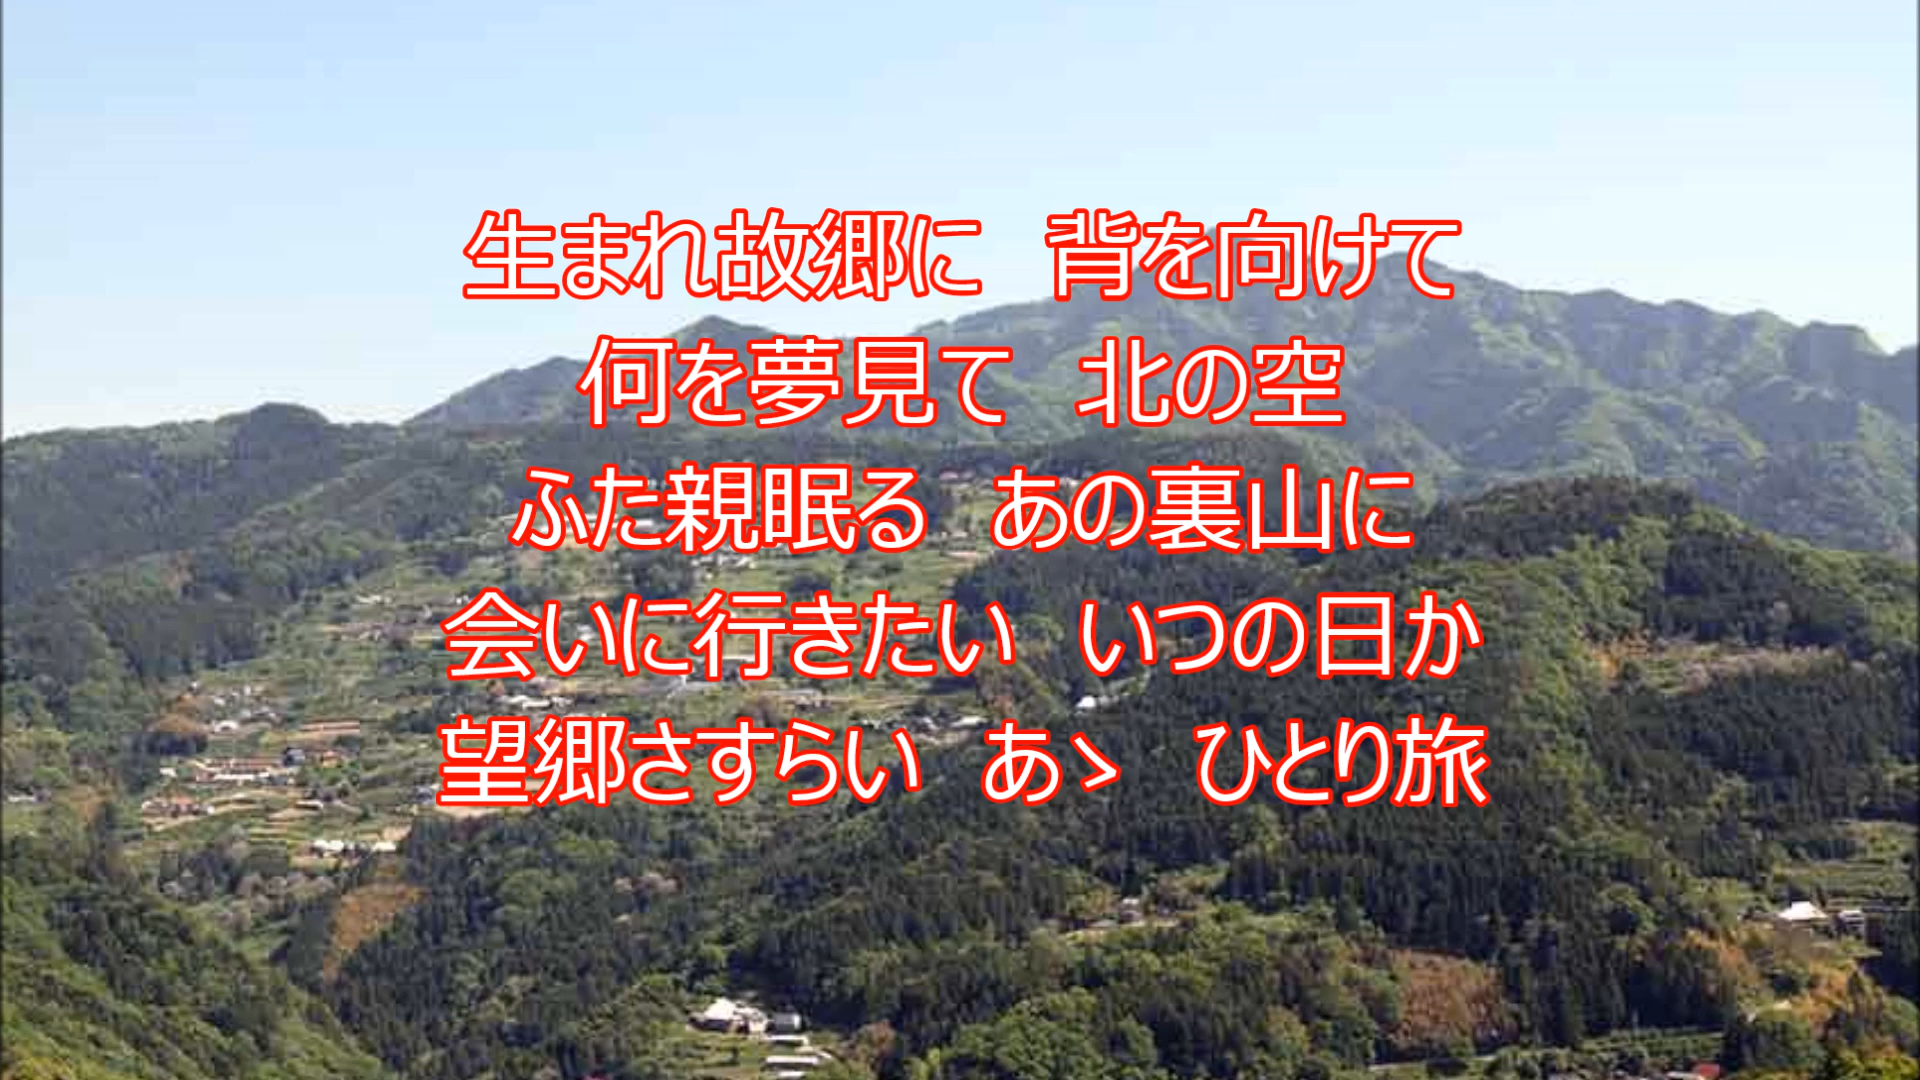 生まれ故郷に　背を向けて
何を夢見て　北の空
ふた親眠る　あの裏山に
会いに行きたい　いつの日か
望郷さすらい　あゝ　ひとり旅